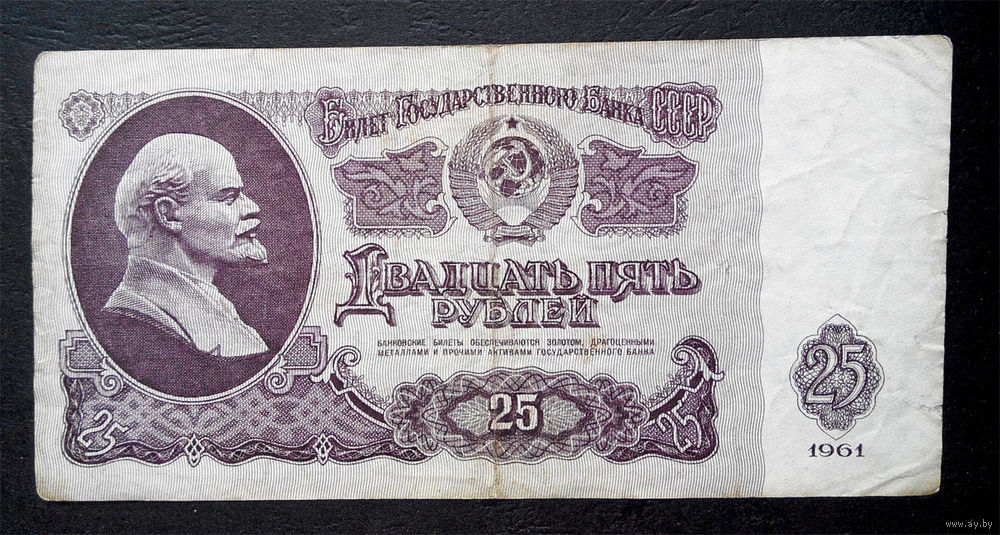 Билет Государственного Банка СССР
Двадцать пять
рублей
БАНКОВСКИЕ БИЛЕТЫ ОБЕСПЕЧИВАЮТСЯ ЗОЛОТОМ, ДРАГОЦЕННЫМИ
МЕТАЛЛАМИ И ПРОЧИМИ АКТИВАМИ ГОСУДАРСТВЕННОГО БАНКА
25
25
25
25
1961
www.ay.by